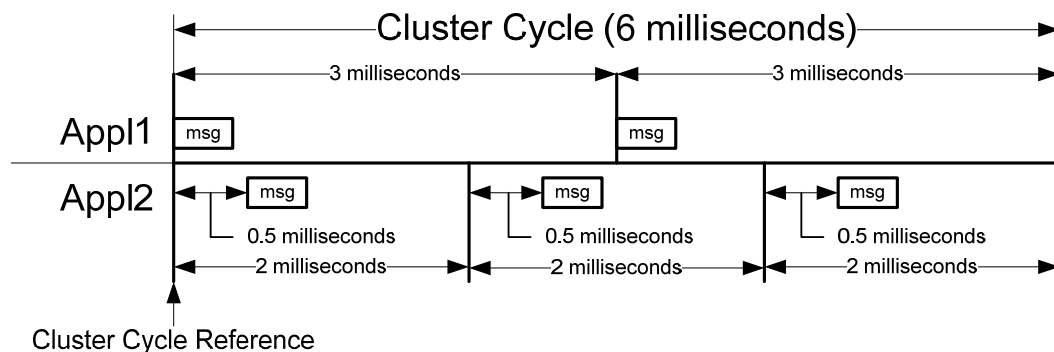 Cluster Cycle (6 milliseconds)
3 milliseconds
3 milliseconds
Appl1
msg
msg
Appl2
msg
msg
msg
0.5 milliseconds
0.5 milliseconds
0.5 milliseconds
2 milliseconds
2 milliseconds
2 milliseconds
Cluster Cycle Reference